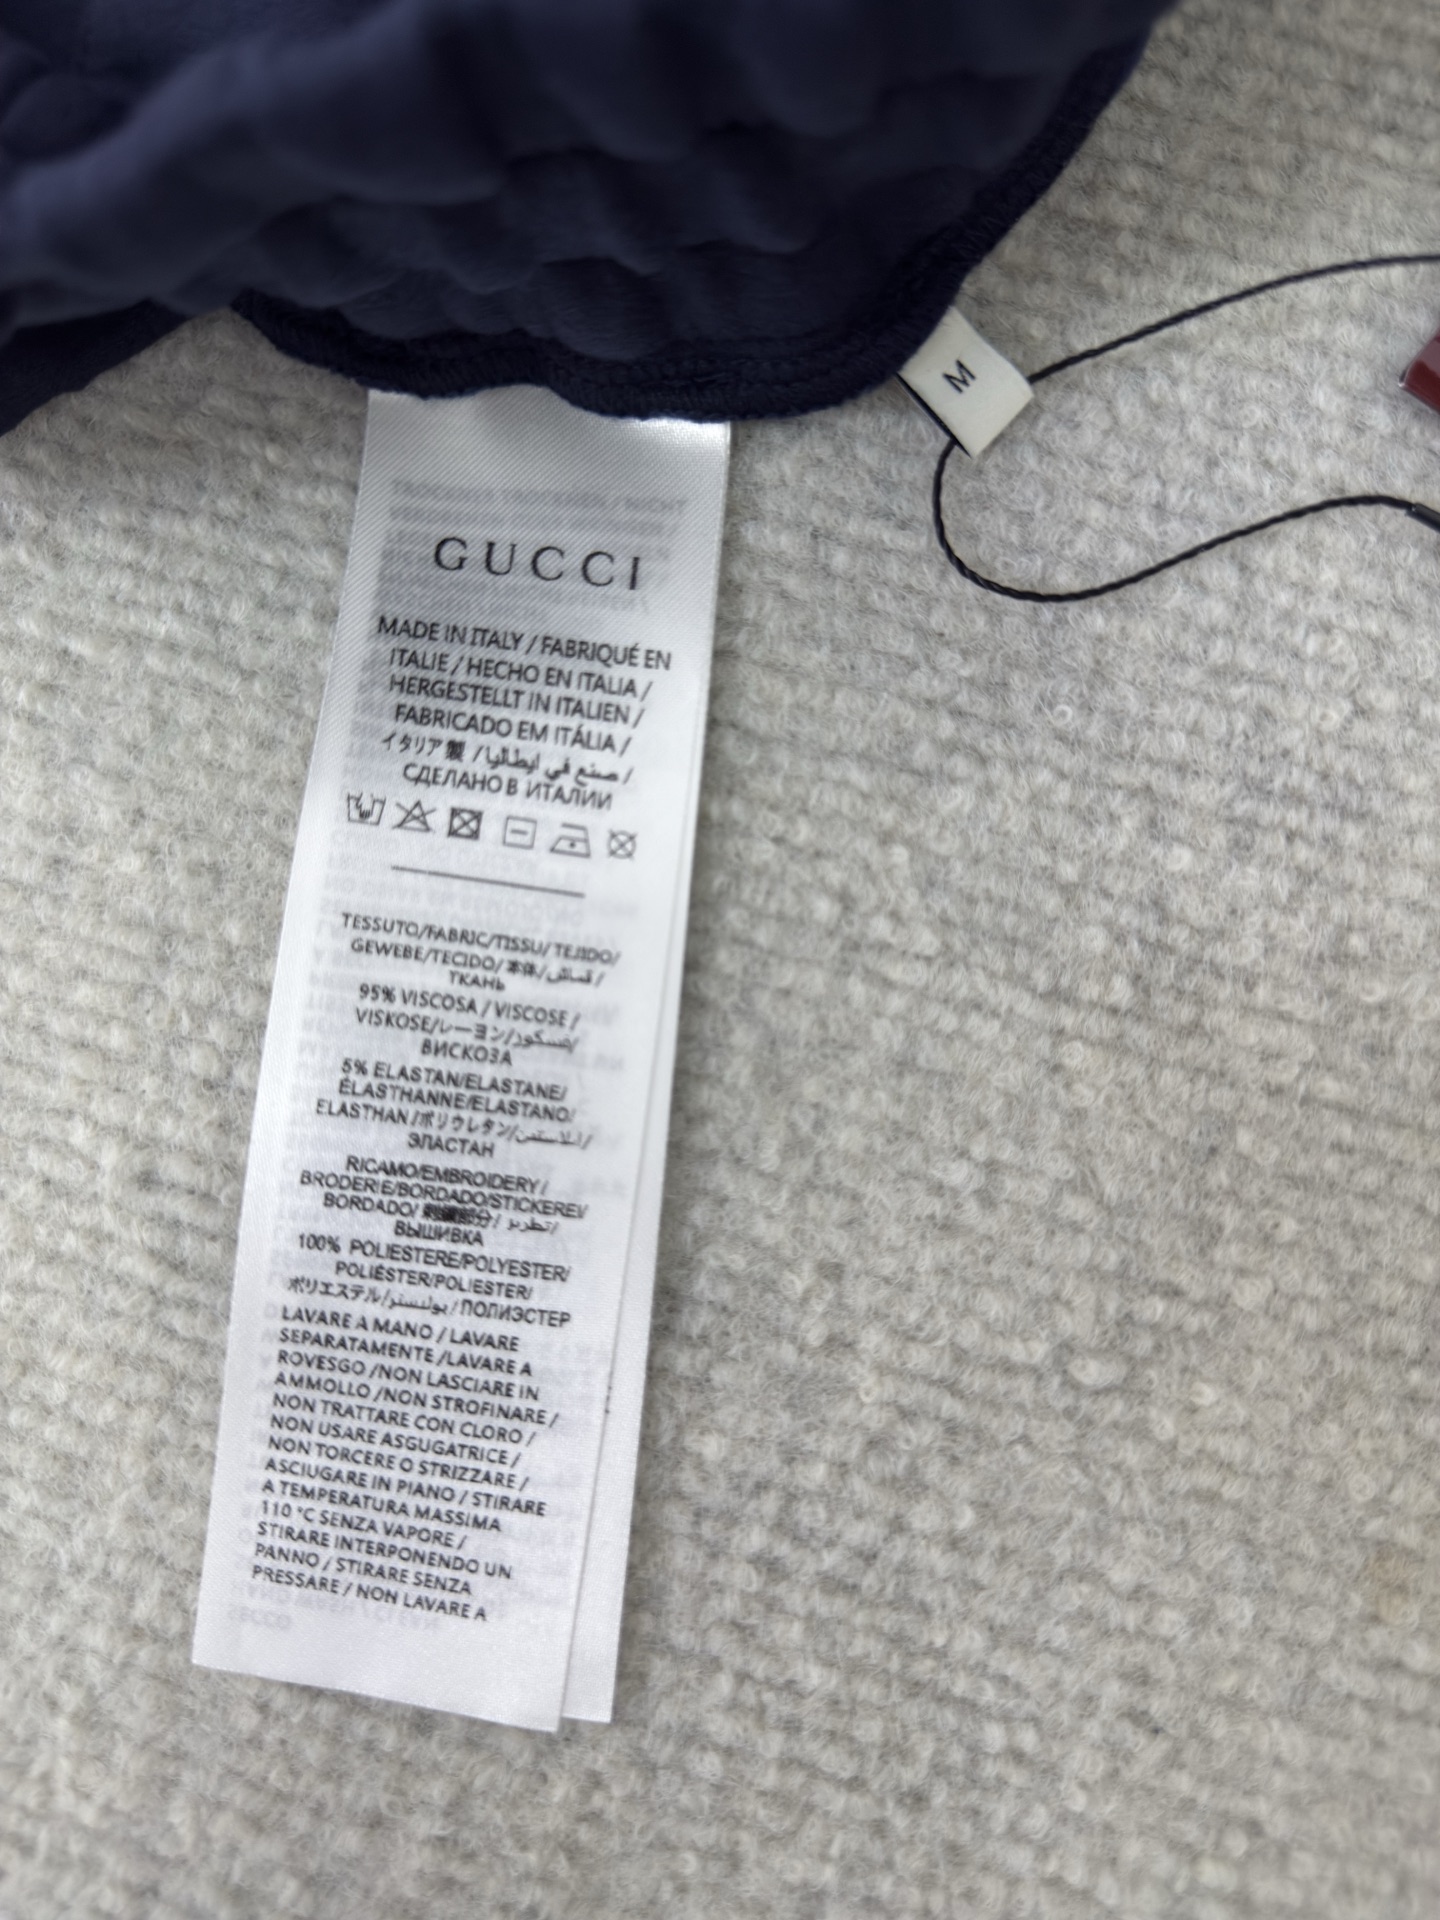 M
GUCCI
MADE IN ITALY / FABRIQUÉ EN
ITALIE / HECHO EN ITALIA /
HERGESTELLT IN ITALIEN /
FABRICADO EM ITÁLIA /
イタリア製 / صنع في ايطاليا /
СДЕЛАНО В ИТАЛИИ
TESSUTO/FABRIC/TISSU/ TEJIDO/
GEWEBE/TECIDO/ 本体/ قماش /
ТКАНЬ
95% VISCOSA / VISCOSE /
VISKOSE/レーヨン/فسكوز/
ВИСКОЗА
5% ELASTAN/ELASTANE/
ÉLASTHANNE/ELASTANO/
ELASTHAN /ポリウレタン/
ЭЛАСТАН
RICAMO/EMBROIDERY /
BRODERIE/BORDADO/STICKEREI/
BORDADO/ 刺繍部分/ تطريز/
ВЫШИВКА
100% POLIESTERE/POLYESTER/
POLIÉSTER/POLIESTER/
ポリエステル/بوليستر/ПОЛИЭСТЕР
LAVARE A MANO / LAVARE
SEPARATAMENTE /LAVARE A
ROVESGO /NON LASCIARE IN
AMMOLLO /NON STROFINARE /
NON TRATTARE CON CLORO /
NON USARE ASGUGATRICE /
NON TORCERE O STRIZZARE /
ASCIUGARE IN PIANO / STIRARE
A TEMPERATURA MASSIMA
110 °C SENZA VAPORE /
STIRARE INTERPONENDO UN
PANNO / STIRARE SENZA
PRESSARE / NON LAVARE A